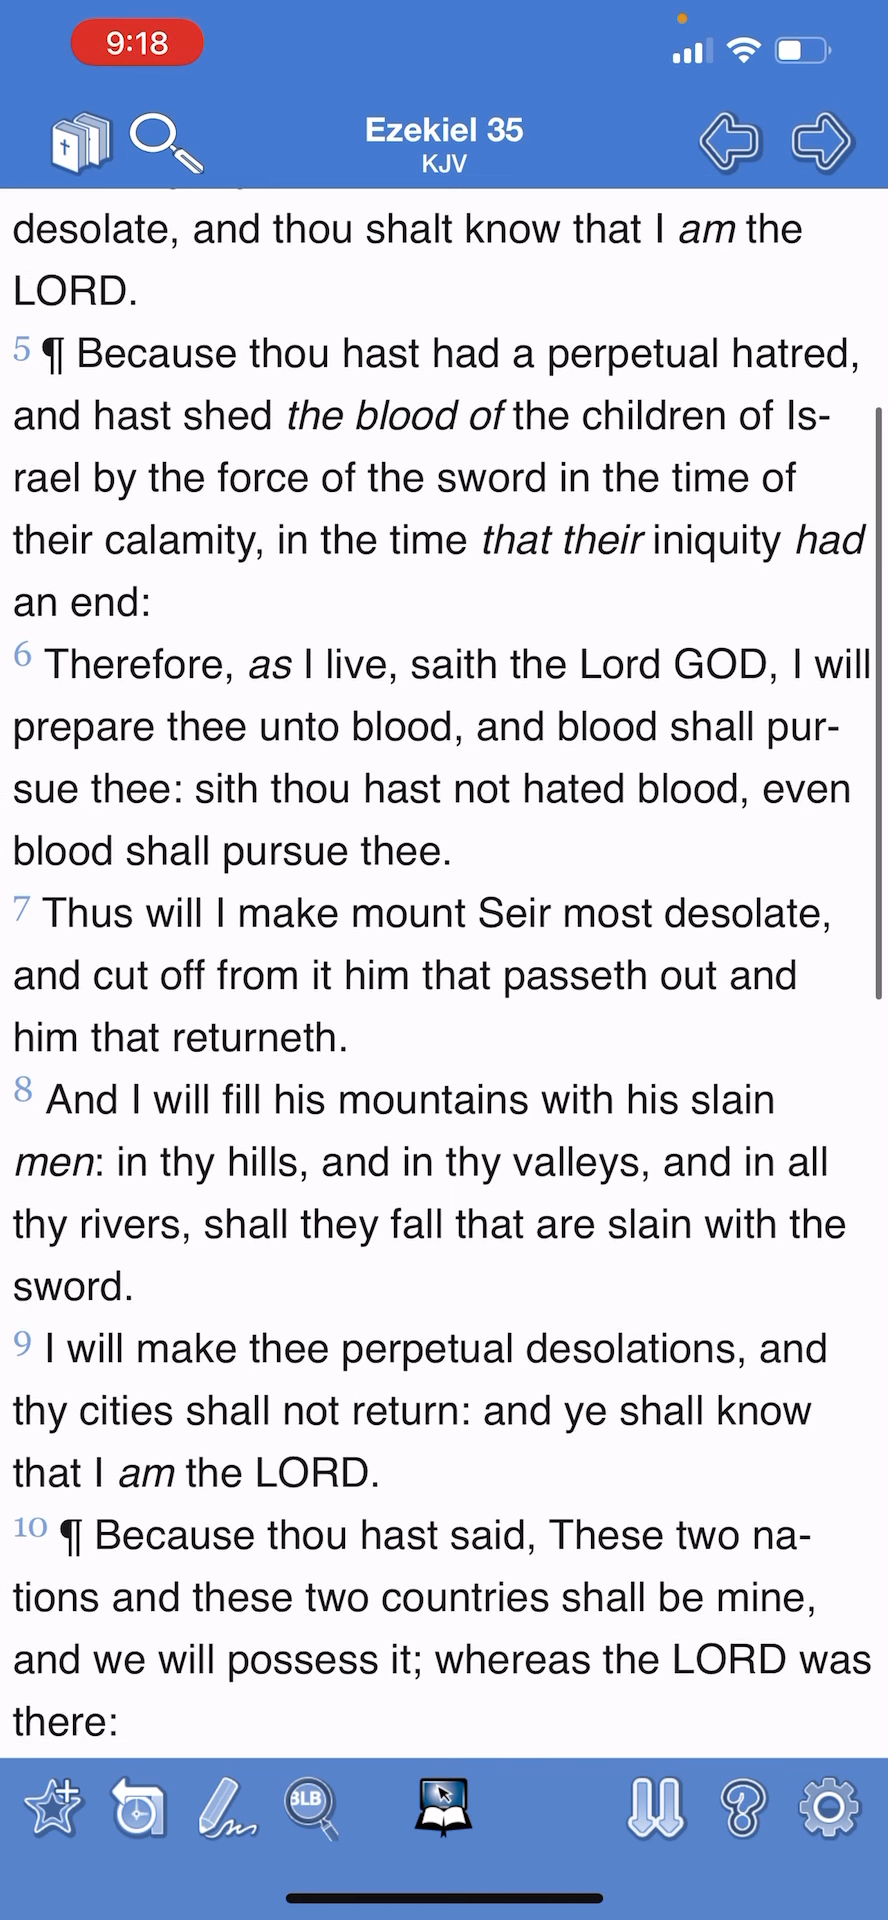 9:18
Ezekiel 35
KJV
desolate, and thou shalt know that I am the
LORD.
5 ¶ Because thou hast had a perpetual hatred,
and hast shed the blood of the children of Is-
rael by the force of the sword in the time of
their calamity, in the time that their iniquity had
an end:
6 Therefore, as I live, saith the Lord GOD, I will
prepare thee unto blood, and blood shall pur-
sue thee: sith thou hast not hated blood, even
blood shall pursue thee.
7 Thus will I make mount Seir most desolate,
and cut off from it him that passeth out and
him that returneth.
8 And I will fill his mountains with his slain
men: in thy hills, and in thy valleys, and in all
thy rivers, shall they fall that are slain with the
sword.
9 I will make thee perpetual desolations, and
thy cities shall not return: and ye shall know
that I am the LORD.
10 ¶ Because thou hast said, These two na-
tions and these two countries shall be mine,
and we will possess it; whereas the LORD was
there:
BLB